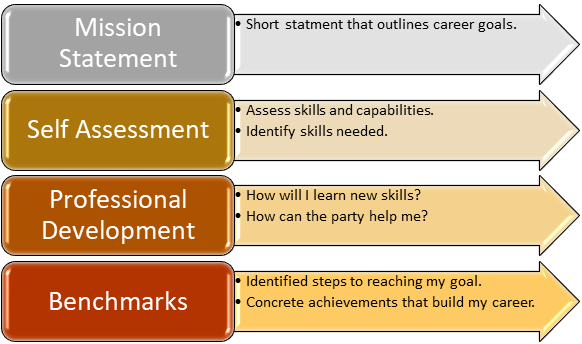 Mission
Statement
• Short statment that outlines career goals.
Self Assessment
• Assess skills and capabilities.
• Identify skills needed.
Professional
Development
• How will I learn new skills?
• How can the party help me?
Benchmarks
• Identified steps to reaching my goal.
• Concrete achievements that build my career.